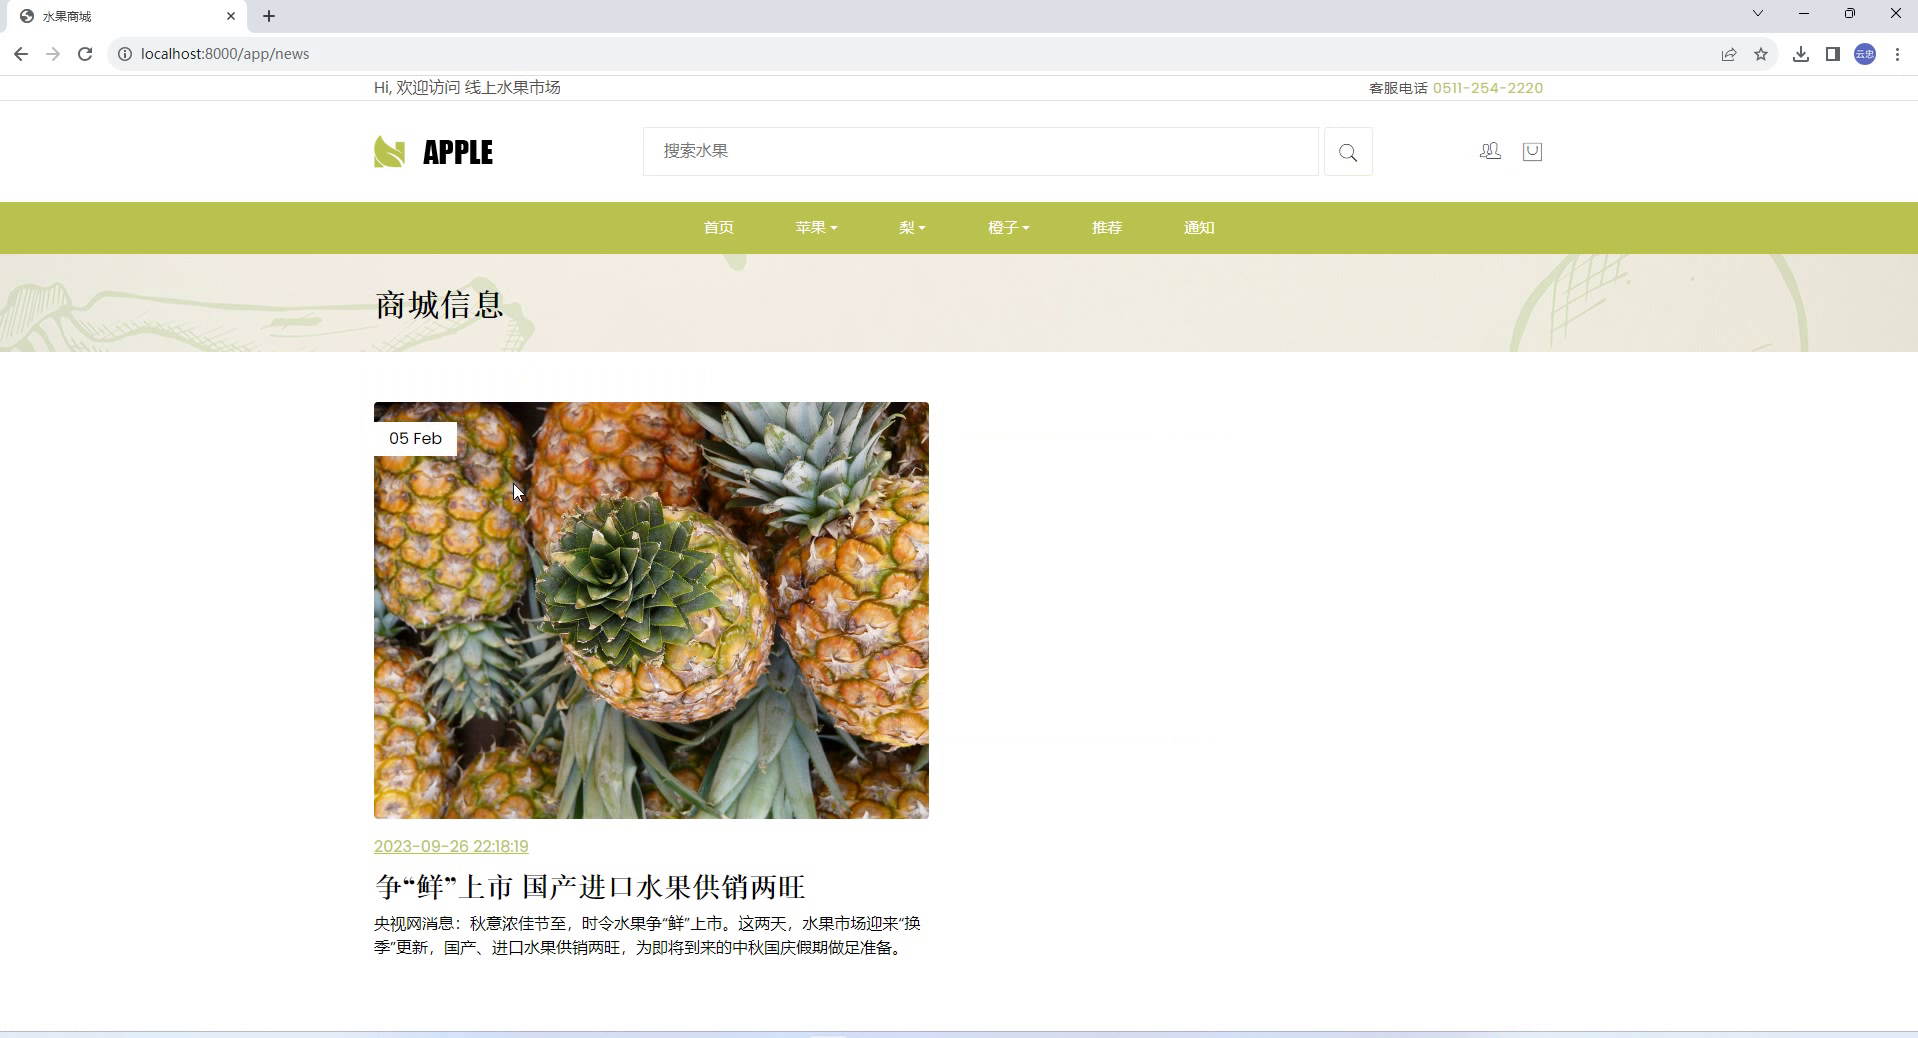 水果商城
localhost:8000/app/news
云忠
Hi, 欢迎访问 线上水果市场
客服电话 0511-254-2220
APPLE
搜索水果
首页 苹果 梨 橙子 推荐 通知
商城信息
05 Feb
2023-09-26 22:18:19
争“鲜”上市 国产进口水果供销两旺
央视网消息：秋意浓佳节至，时令水果争“鲜”上市。这两天，水果市场迎来“换
季”更新，国产、进口水果供销两旺，为即将到来的中秋国庆假期做足准备。